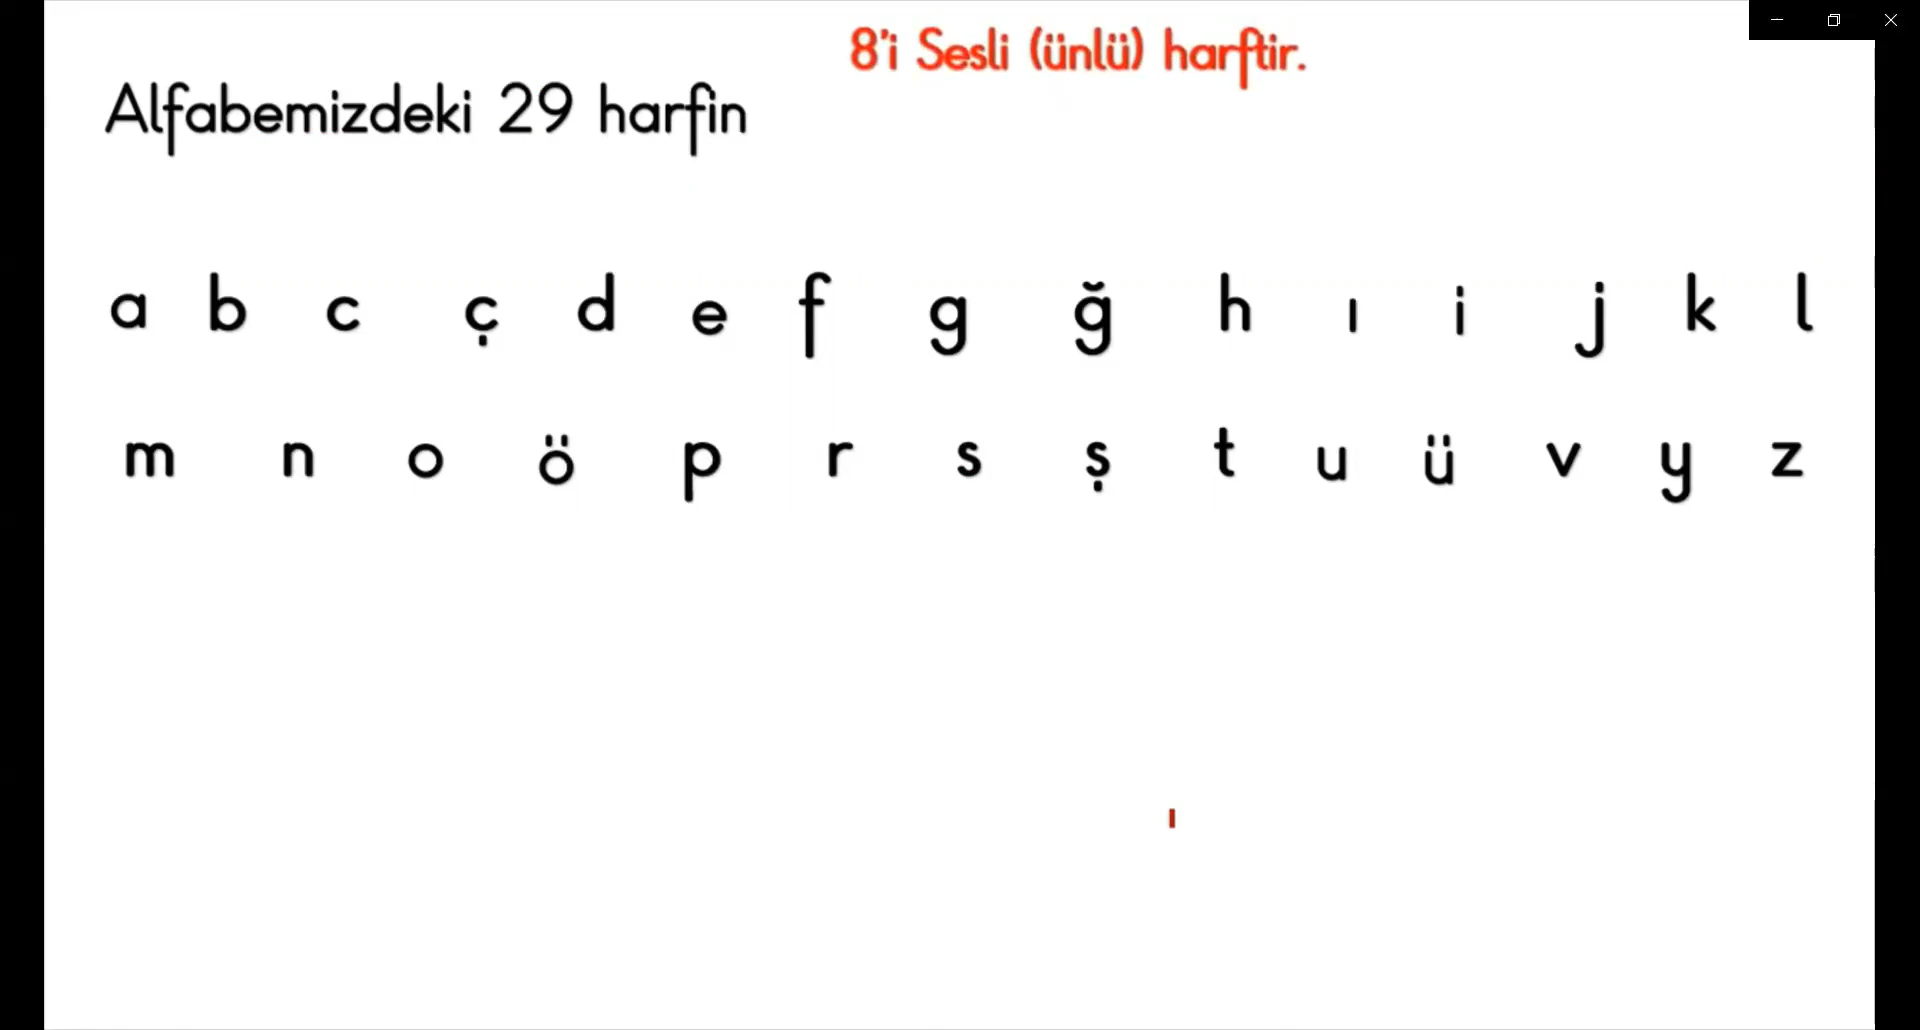 8'i Sesli (ünlü) harftir.
Alfabemizdeki 29 harfin
a b c ç d e f g ğ h ı i j k l
m n o ö p r s ş t u ü v y z
ı